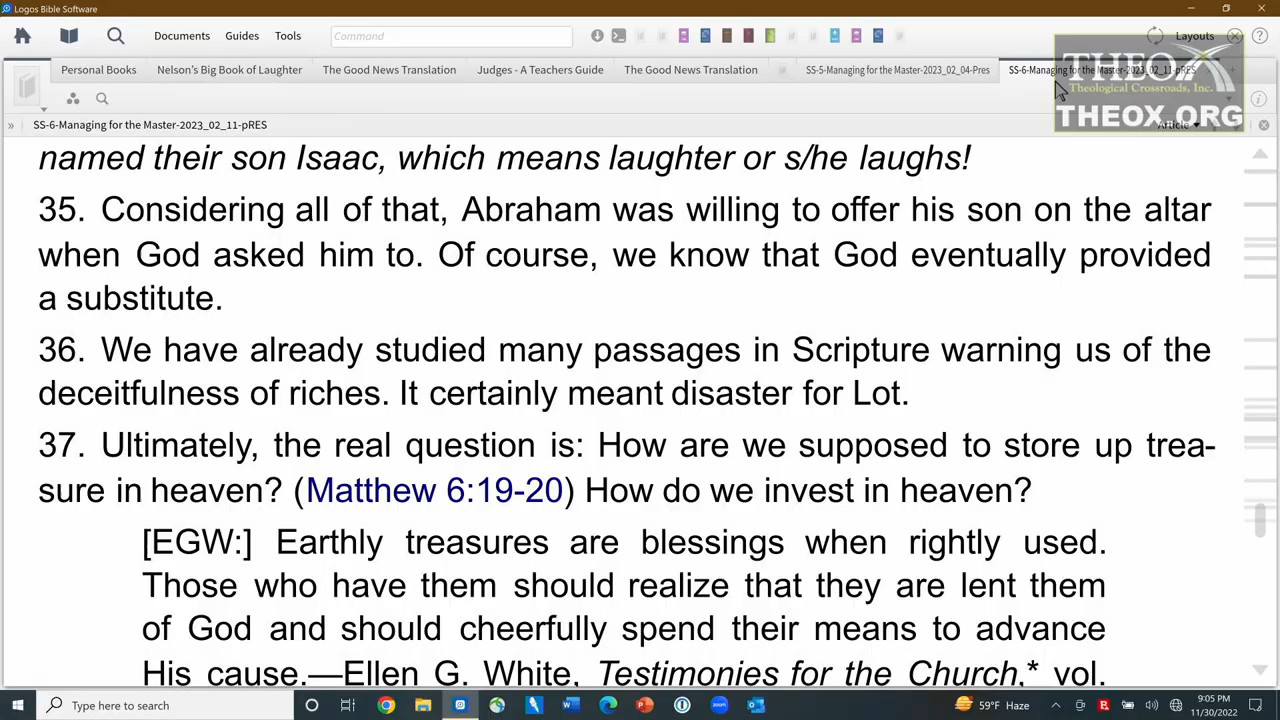 Logos Bible Software
Documents Guides Tools Command Layouts
Personal Books Nelson's Big Book of Laughter The Go Judges - A Teachers Guide The Good News Translation SS-5-Managing for the Master-2023_02_04-Pres SS-6-Managing for the Master-2023_02_11-pRES
THEOX
Theological Crossroads, Inc.
THEOX.ORG
SS-6-Managing for the Master-2023_02_11-pRES Article
named their son Isaac, which means laughter or s/he laughs!
35. Considering all of that, Abraham was willing to offer his son on the altar
when God asked him to. Of course, we know that God eventually provided
a substitute.
36. We have already studied many passages in Scripture warning us of the
deceitfulness of riches. It certainly meant disaster for Lot.
37. Ultimately, the real question is: How are we supposed to store up trea-
sure in heaven? (Matthew 6:19-20) How do we invest in heaven?
[EGW:] Earthly treasures are blessings when rightly used.
Those who have them should realize that they are lent them
of God and should cheerfully spend their means to advance
His cause.—Ellen G. White, Testimonies for the Church,* vol.
Type here to search 59°F Haze 9:05 PM
11/30/2022